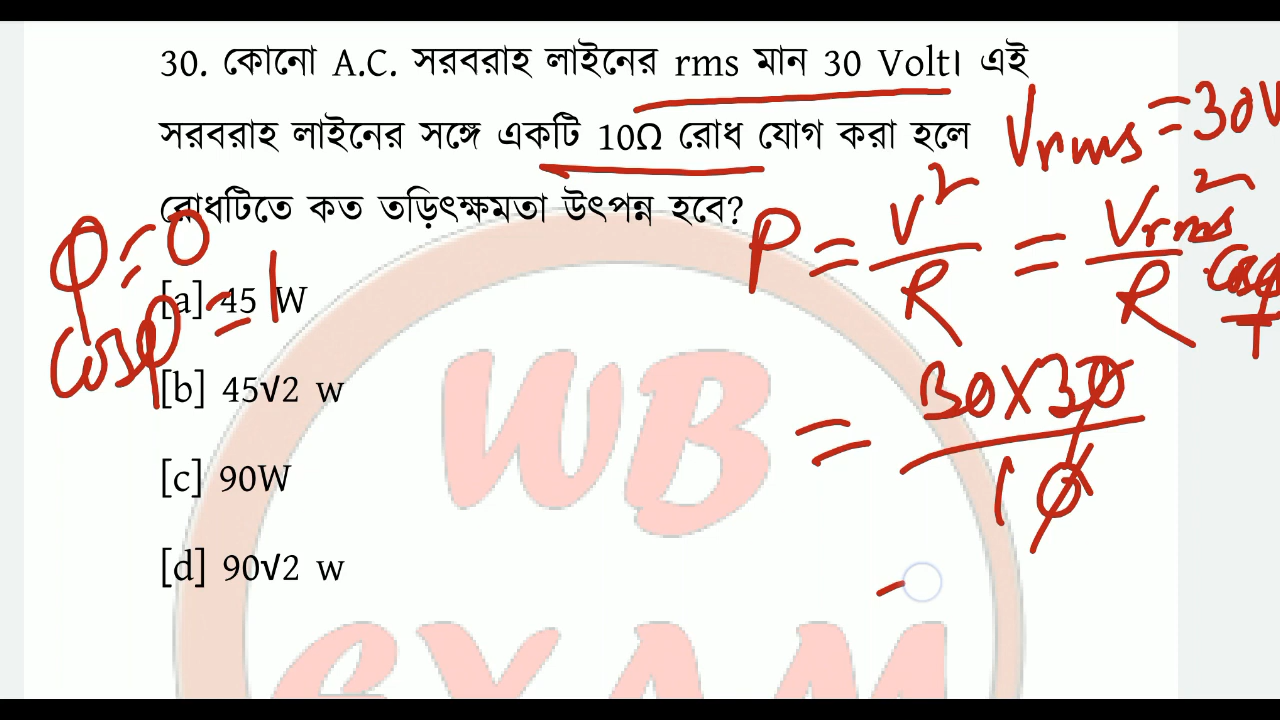 30. কোনো A.C. সরবরাহ লাইনের rms মান 30 Volt। এই
সরবরাহ লাইনের সঙ্গে একটি 10Ω রোধ যোগ করা হলে
রোধটিতে কত তড়িৎক্ষমতা উৎপন্ন হবে?
[a] 45 W
[b] 45√2 w
[c] 90W
[d] 90√2 w
Vrms = 30V
φ = 0
cosφ = 1
P = V²/R = Vrms²/R · cosφ
= 30×30/10
WB
EXAM